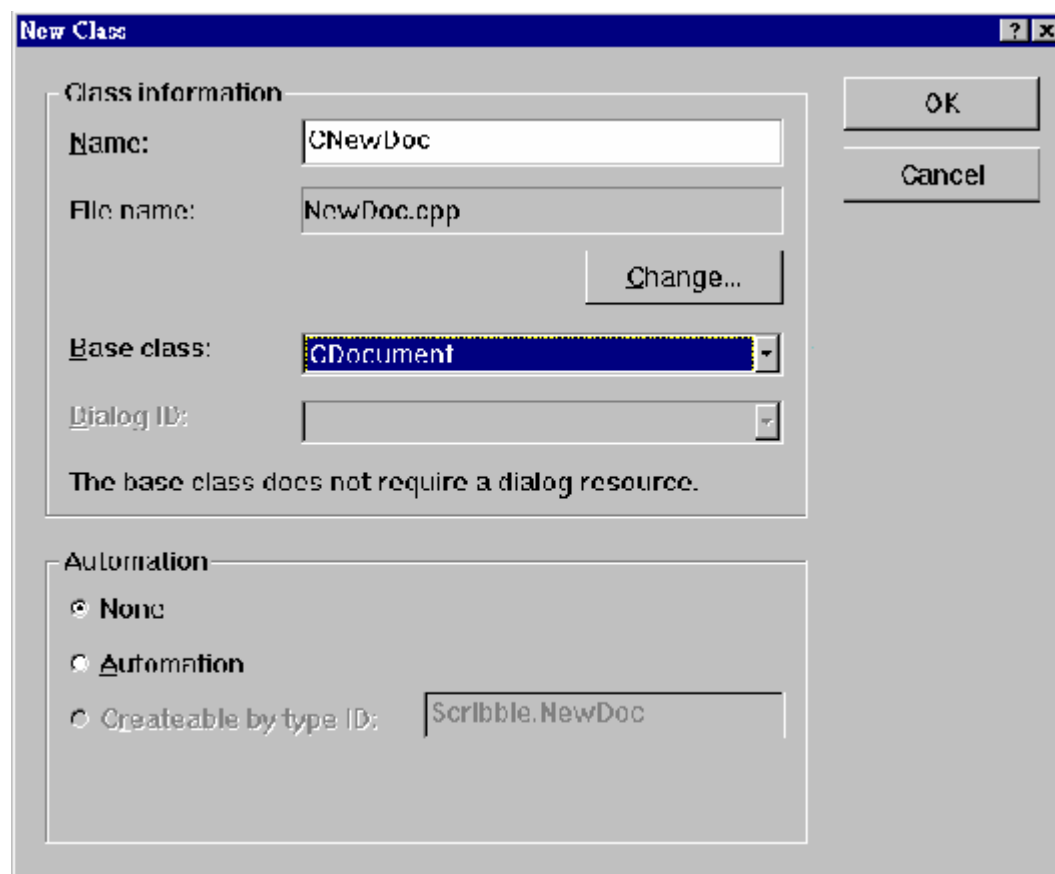 New Class
Class information
Name: CNewDoc
File name: NewDoc.cpp
Change...
Base class: CDocument
Dialog ID:
The base class does not require a dialog resource.
OK
Cancel
Automation
None
Automation
Createable by type ID: Scribble.NewDoc